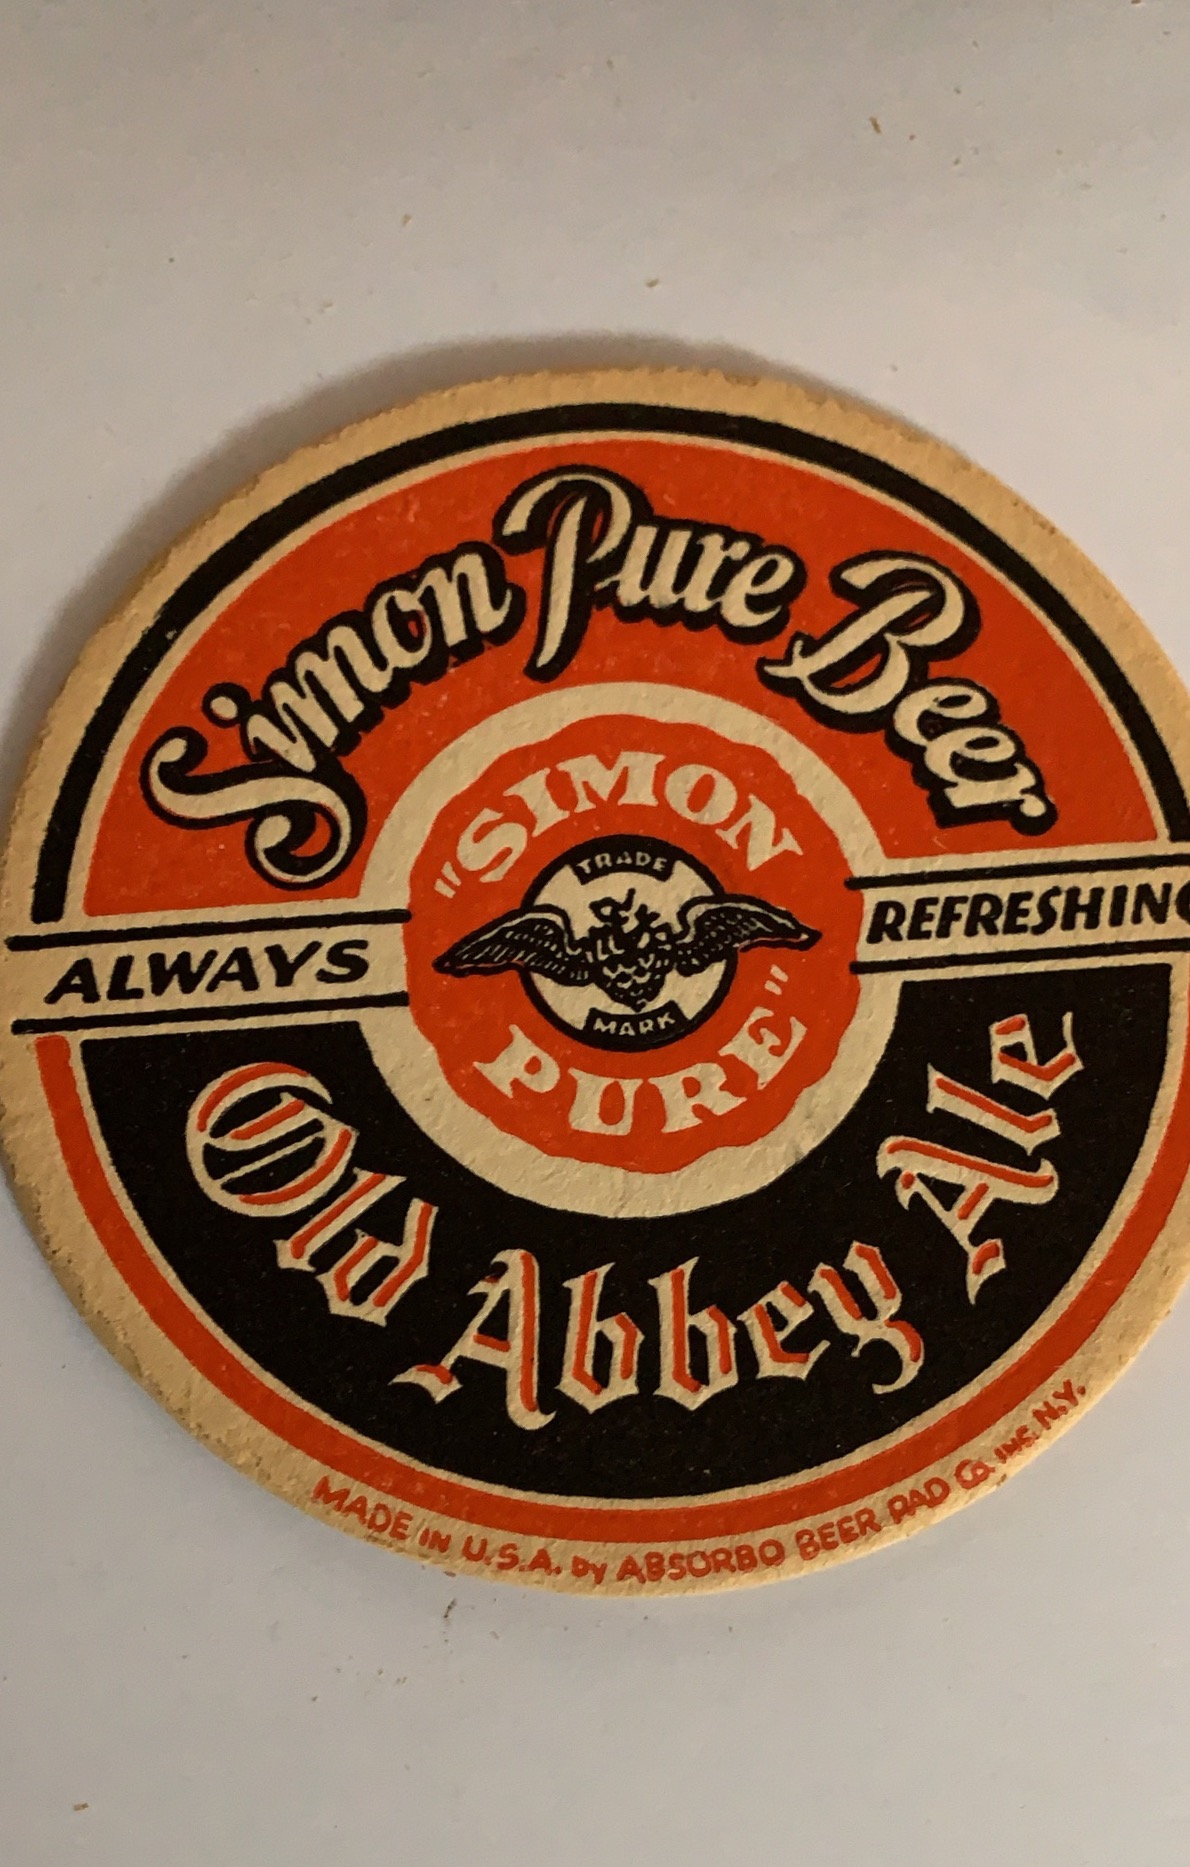 Simon Pure Beer
"SIMON
TRADE
ALWAYS
REFRESHING
MARK
PURE"
Old Abbey Ale
MADE IN U.S.A. by ABSORBO BEER PAD Co. INC. N.Y.